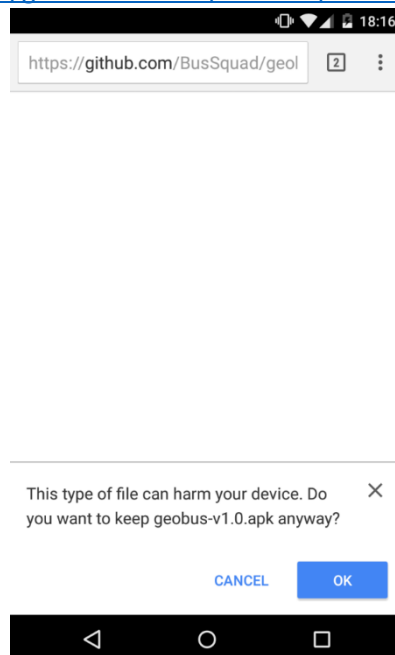 18:16
https://github.com/BusSquad/geol
2
This type of file can harm your device. Do
you want to keep geobus-v1.0.apk anyway?
CANCEL
OK